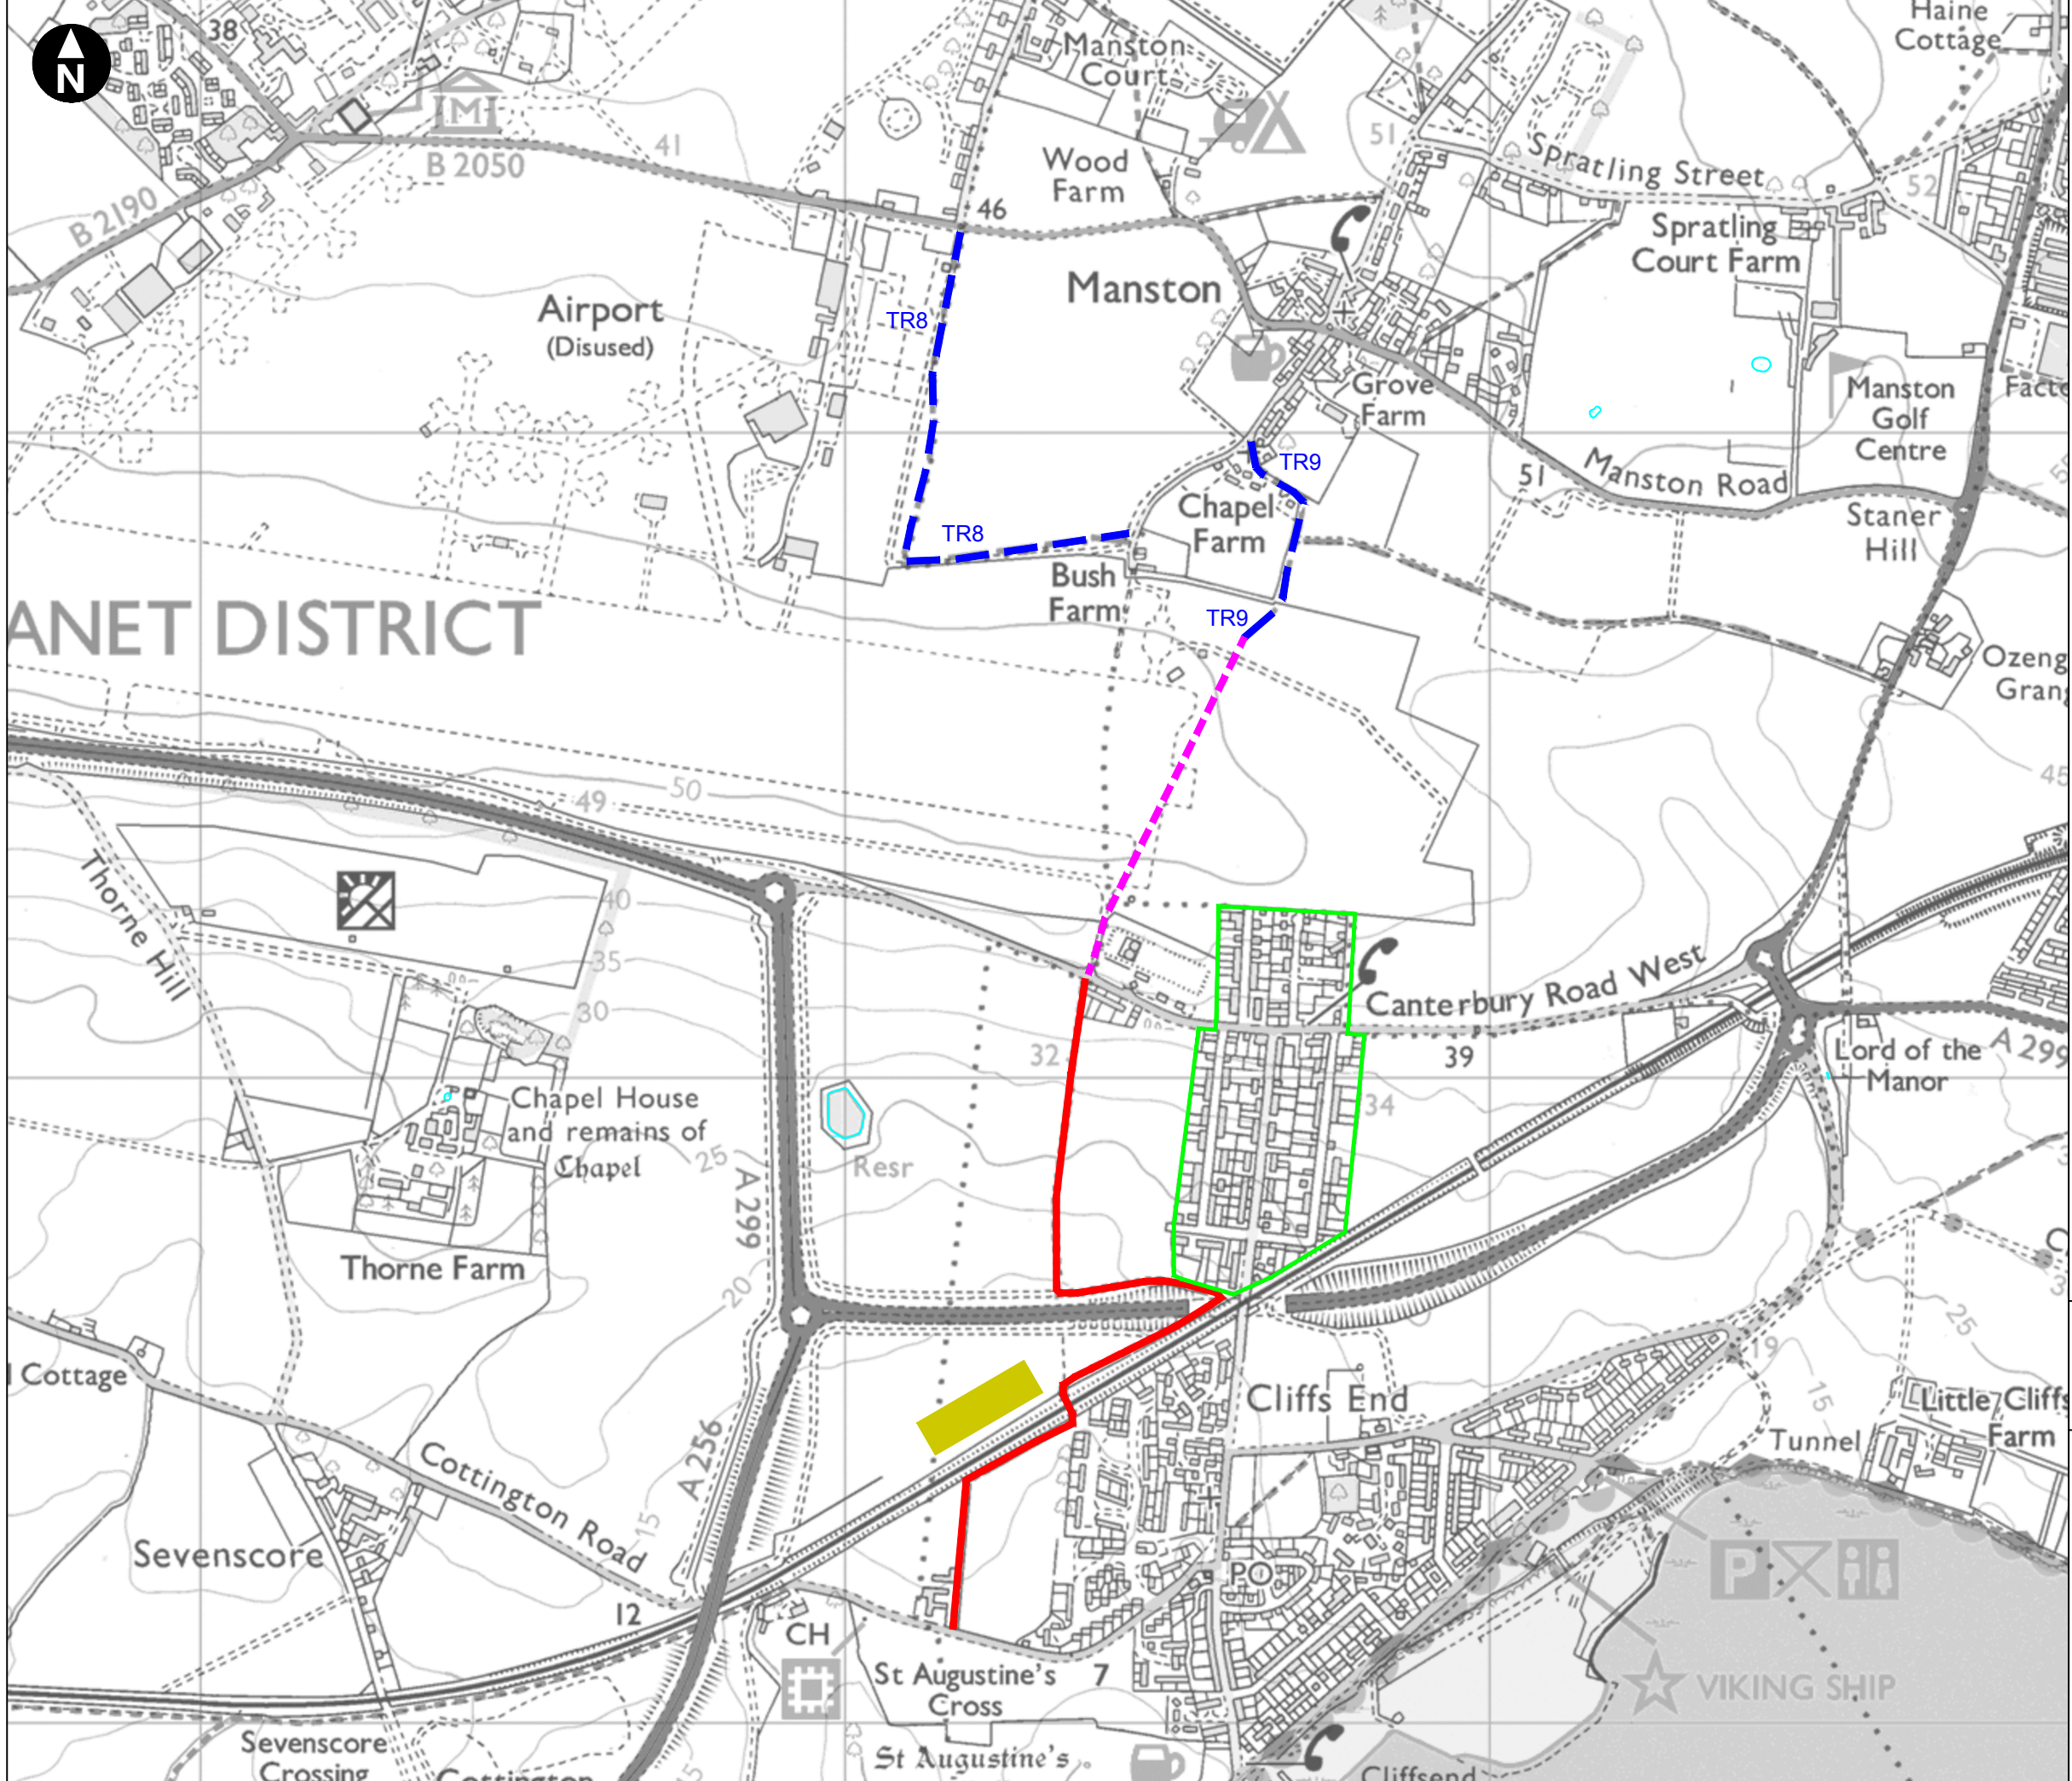 N
38
M
B 2050
41
B 2190
Manston
Court
Haine
Cottage
51
Spratling Street
52
Wood
Farm
46
Spratling
Court Farm
Airport
(Disused)
TR8
Manston
Grove
Farm
Manston
Golf
Centre
TR9
51
Manston Road
Chapel
Farm
Staner
Hill
TR8
Bush
Farm
TR9
ANET DISTRICT
50
49
45
Thorne Hill
40
35
30
Canterbury Road West
39
32
34
Lord of the
Manor
A 299
Chapel House
and remains of
Chapel
25
Resr
A 299
Thorne Farm
20
25
19
15
Cottage
Cliffs End
Little Cliffs
Farm
Tunnel
A 256
Cottington Road
15
Sevenscore
12
PO
P
CH
St Augustine's
Cross
7
VIKING SHIP
Sevenscore
Crossing
St Augustine's
Cottington
15
Cliffsend